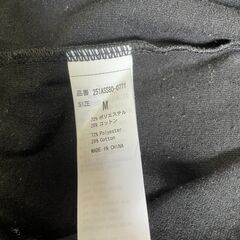 品番 251ASS80-0771
SIZE M
72% ポリエステル
28% コットン
72% Polyester
28% Cotton
MADE IN CHINA